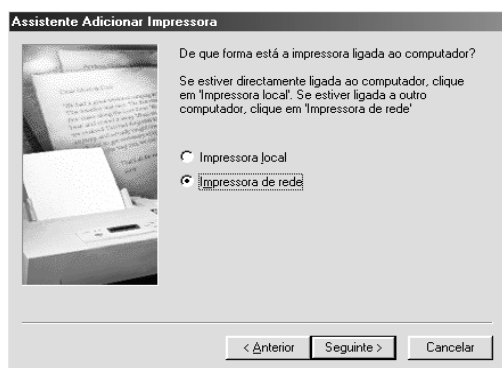 Assistente Adicionar Impressora
De que forma está a impressora ligada ao computador?
Se estiver directamente ligada ao computador, clique
em 'Impressora local'. Se estiver ligada a outro
computador, clique em 'Impressora de rede'
Impressora local
Impressora de rede
< Anterior
Seguinte >
Cancelar